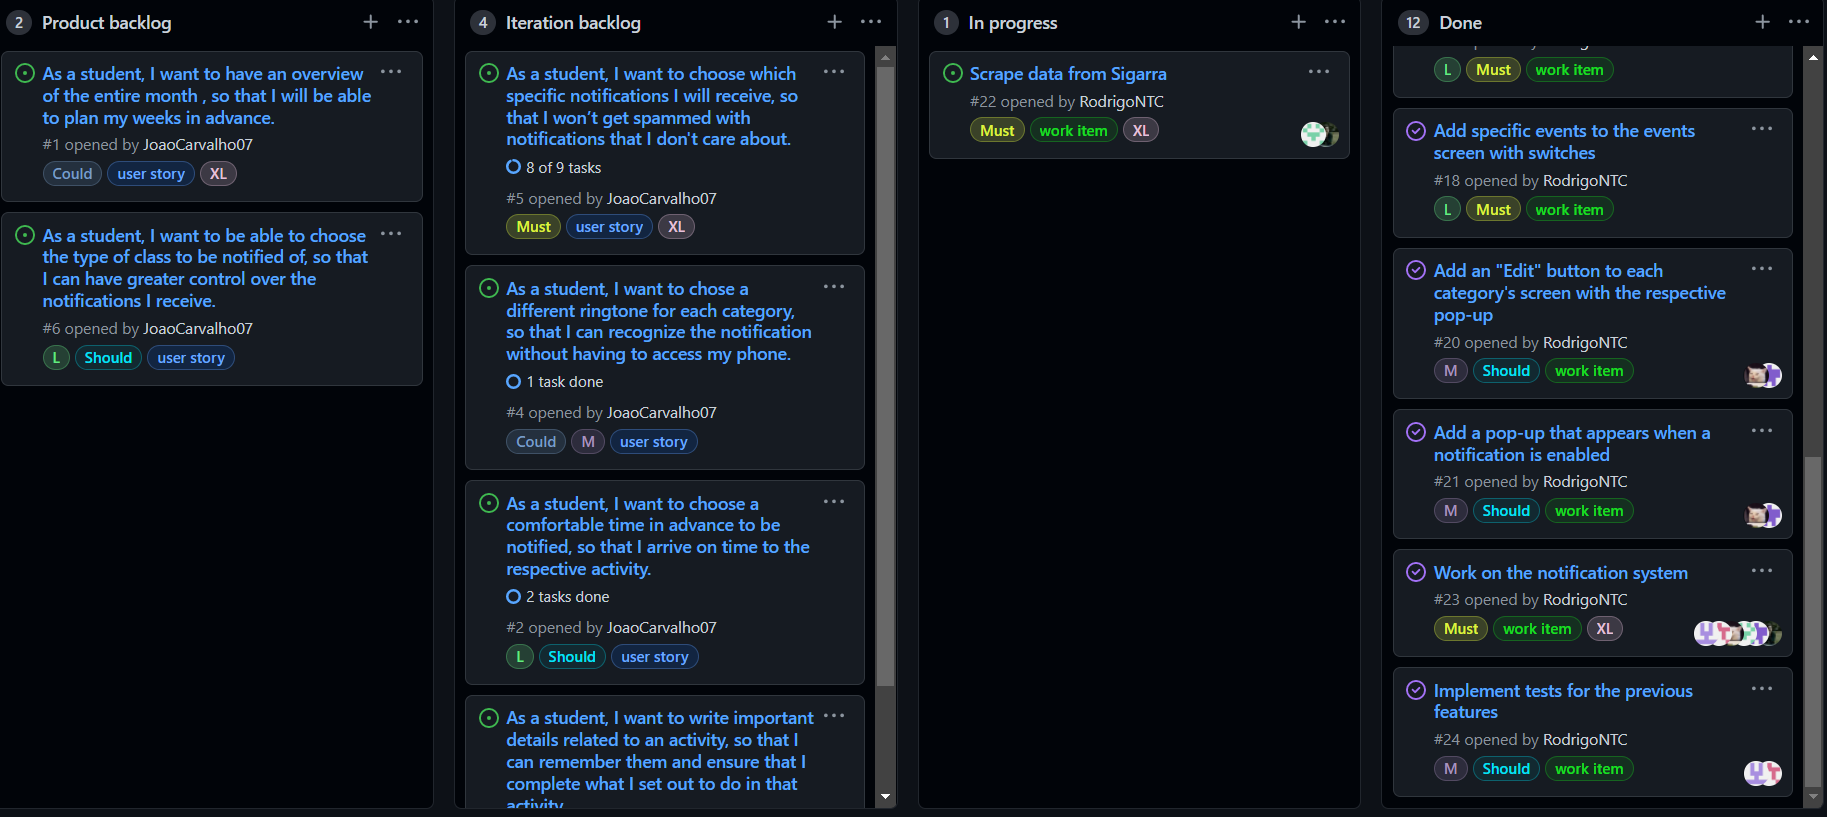 2 Product backlog
As a student, I want to have an overview
of the entire month , so that I will be able
to plan my weeks in advance.
#1 opened by JoaoCarvalho07
Could user story XL
As a student, I want to be able to choose
the type of class to be notified of, so that
I can have greater control over the
notifications I receive.
#6 opened by JoaoCarvalho07
L Should user story
4 Iteration backlog
As a student, I want to choose which
specific notifications I will receive, so
that I won’t get spammed with
notifications that I don't care about.
8 of 9 tasks
#5 opened by JoaoCarvalho07
Must user story XL
As a student, I want to chose a
different ringtone for each category,
so that I can recognize the notification
without having to access my phone.
1 task done
#4 opened by JoaoCarvalho07
Could M user story
As a student, I want to choose a
comfortable time in advance to be
notified, so that I arrive on time to the
respective activity.
2 tasks done
#2 opened by JoaoCarvalho07
L Should user story
As a student, I want to write important
details related to an activity, so that I
can remember them and ensure that I
complete what I set out to do in that
activity
1 In progress
Scrape data from Sigarra
#22 opened by RodrigoNTC
Must work item XL
12 Done
L Must work item
Add specific events to the events
screen with switches
#18 opened by RodrigoNTC
L Must work item
Add an "Edit" button to each
category's screen with the respective
pop-up
#20 opened by RodrigoNTC
M Should work item
Add a pop-up that appears when a
notification is enabled
#21 opened by RodrigoNTC
M Should work item
Work on the notification system
#23 opened by RodrigoNTC
Must work item XL
Implement tests for the previous
features
#24 opened by RodrigoNTC
M Should work item